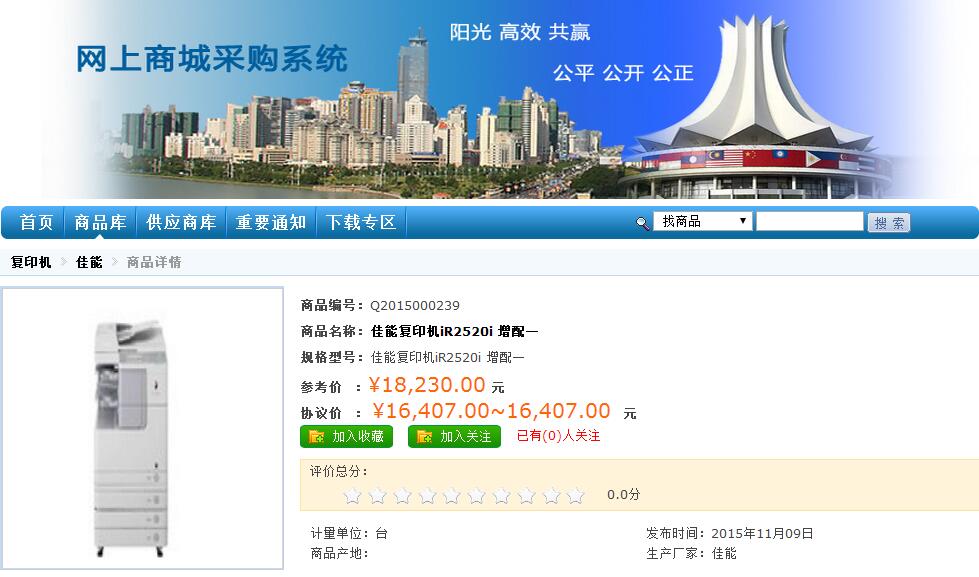 阳光 高效 共赢
网上商城采购系统
公平 公开 公正
首页 商品库 供应商库 重要通知 下载专区 找商品 搜 索
复印机 佳能 商品详情
商品编号：Q2015000239
商品名称：佳能复印机iR2520i 增配一
规格型号：佳能复印机iR2520i 增配一
参考价 ：¥18,230.00 元
协议价 ：¥16,407.00~16,407.00 元
加入收藏 加入关注 已有(0)人关注
评价总分：
0.0分
计量单位：台 发布时间：2015年11月09日
商品产地： 生产厂家：佳能